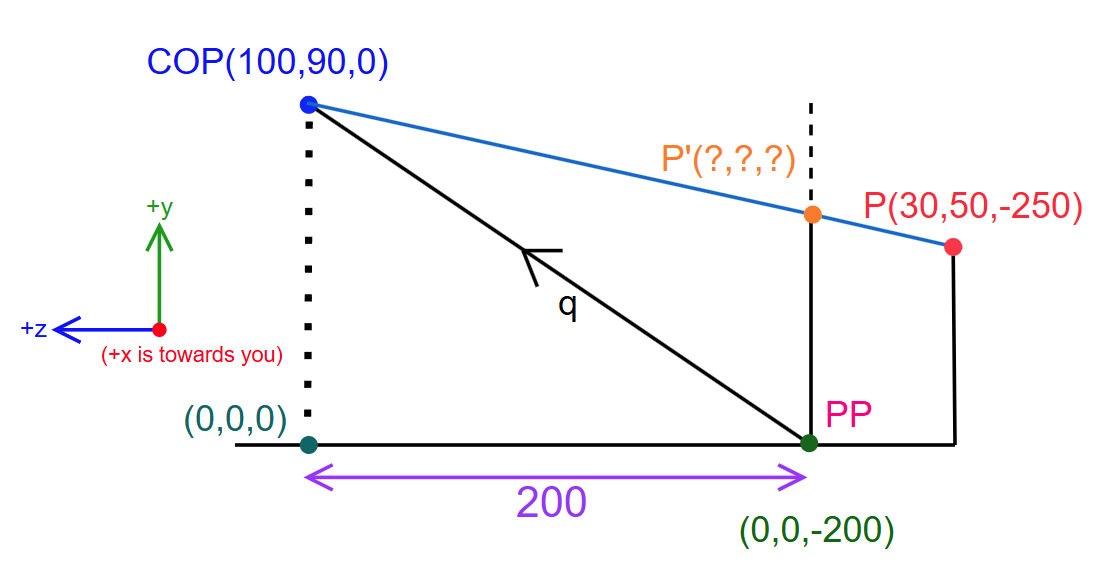 COP(100,90,0)
P'(?,?,?)
P(30,50,-250)
+y
q
+z
(+x is towards you)
(0,0,0)
PP
200
(0,0,-200)